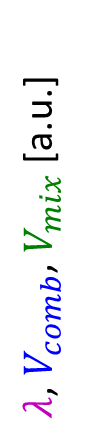 λ, V_comb, V_mix [a.u.]